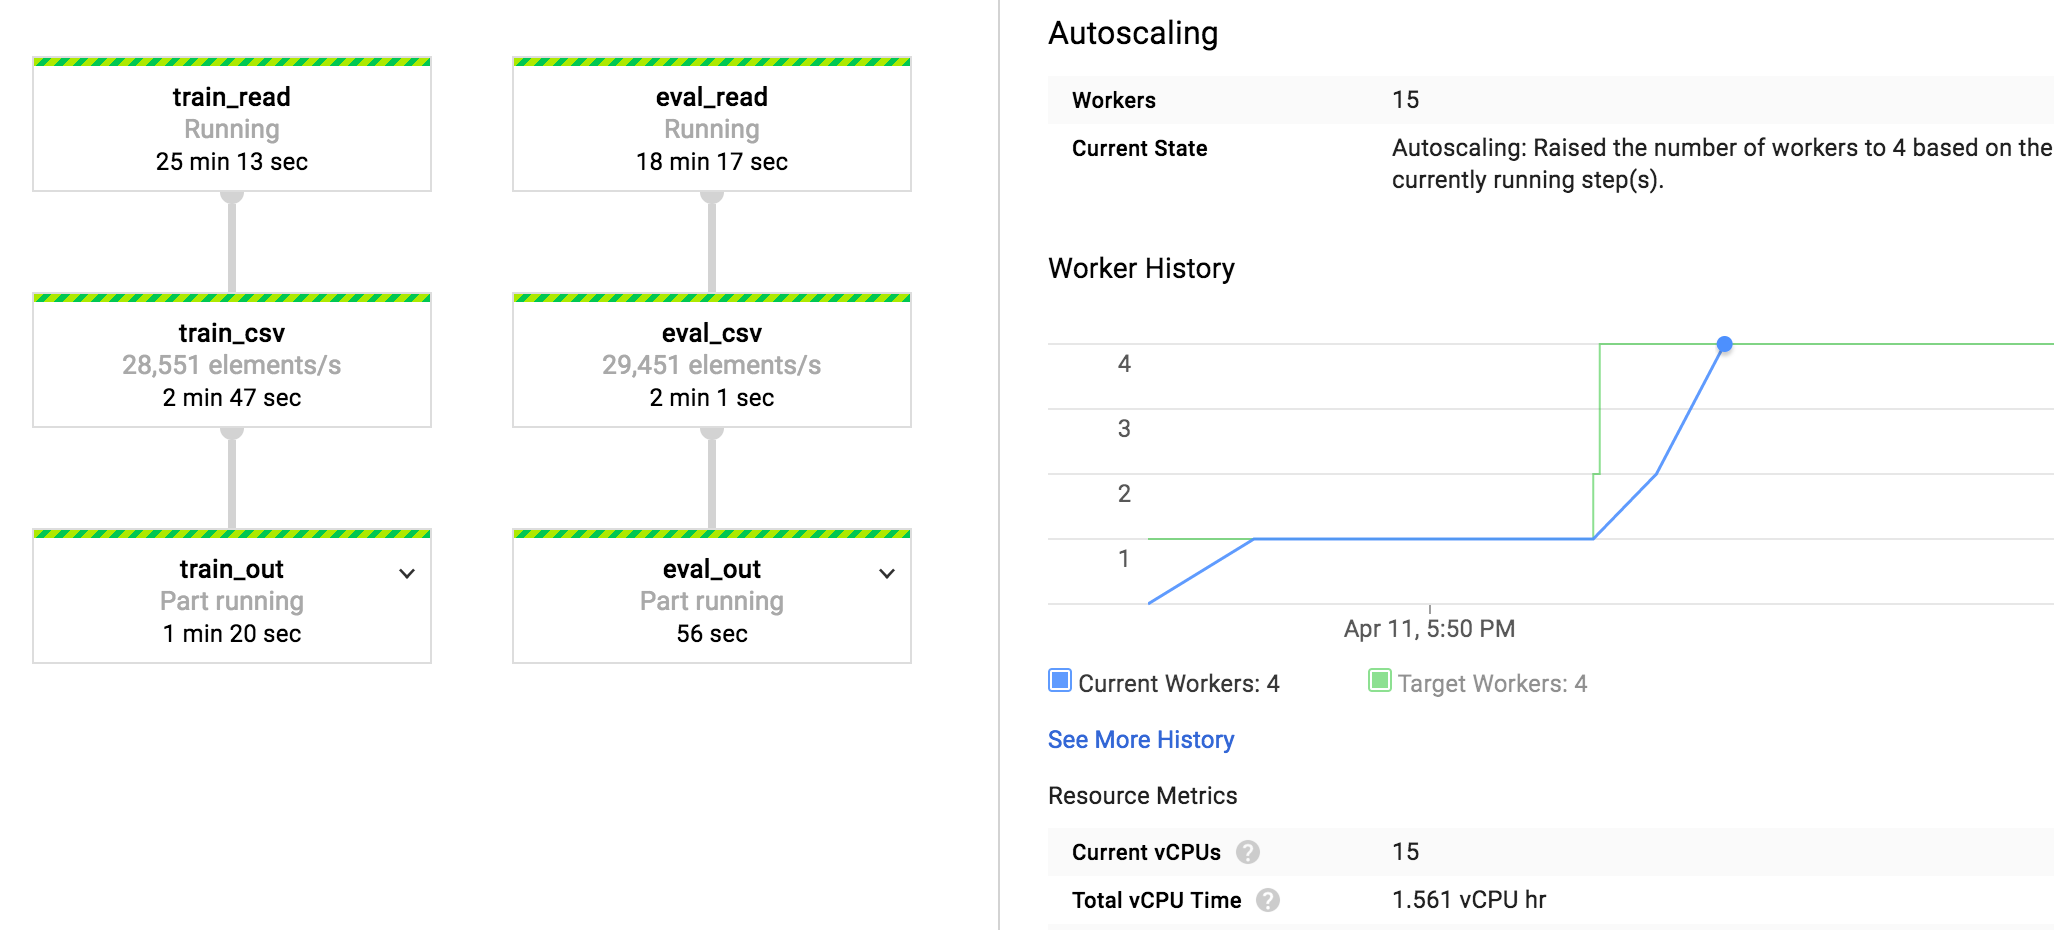 train_read
Running
25 min 13 sec
eval_read
Running
18 min 17 sec
train_csv
28,551 elements/s
2 min 47 sec
eval_csv
29,451 elements/s
2 min 1 sec
train_out
Part running
1 min 20 sec
eval_out
Part running
56 sec
Autoscaling
Workers 15
Current State Autoscaling: Raised the number of workers to 4 based on the
currently running step(s).
Worker History
4
3
2
1
Apr 11, 5:50 PM
Current Workers: 4 Target Workers: 4
See More History
Resource Metrics
Current vCPUs ? 15
Total vCPU Time ? 1.561 vCPU hr